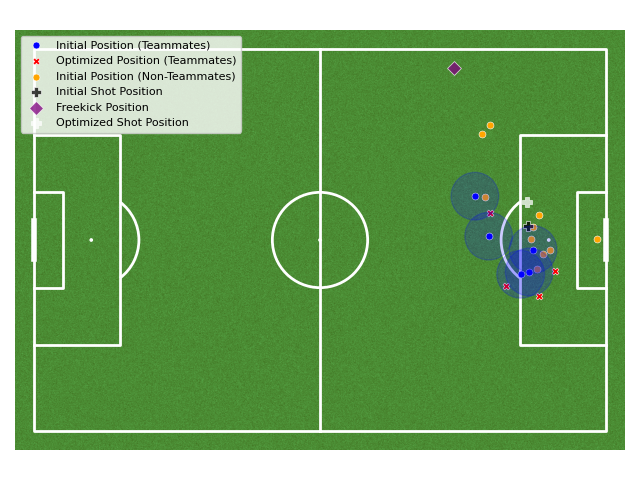 Initial Position (Teammates)
Optimized Position (Teammates)
Initial Position (Non-Teammates)
Initial Shot Position
Freekick Position
Optimized Shot Position